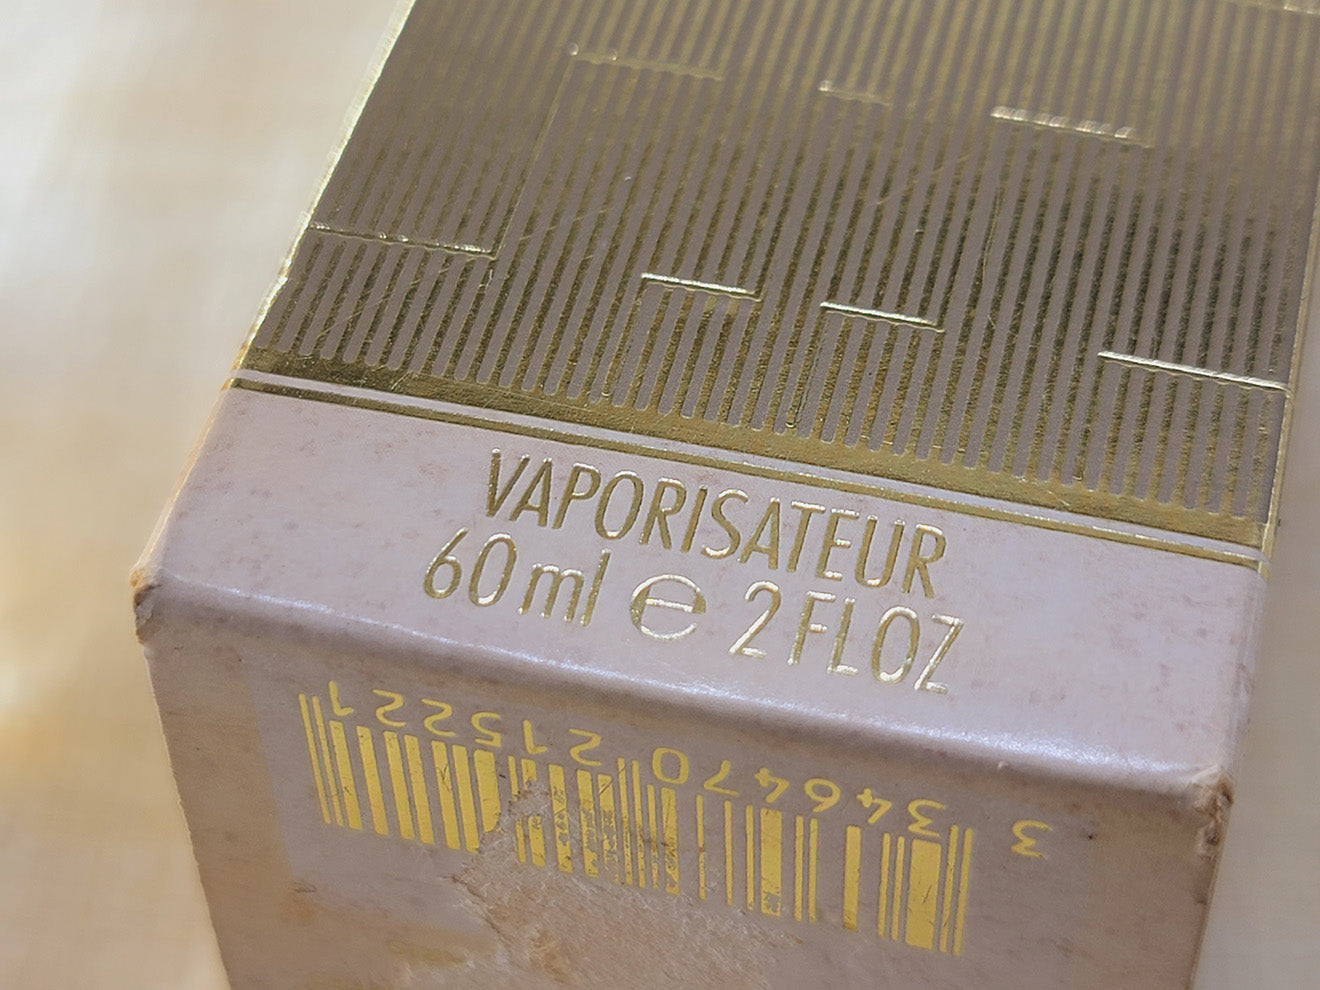 VAPORISATEUR
60 ml e 2 FL OZ
3 346470 215221